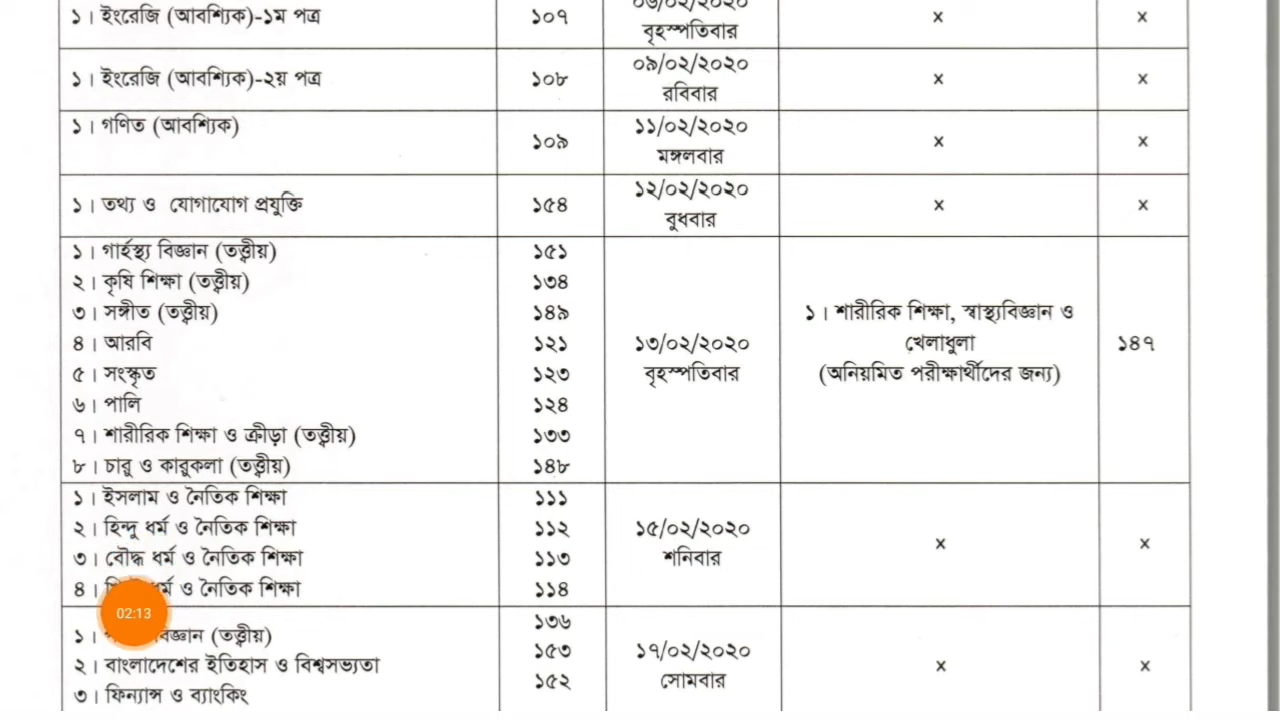 ১। ইংরেজি (আবশ্যিক)-১ম পত্র ১০৭ ০৬/০২/২০২০ x x
বৃহস্পতিবার
০৯/০২/২০২০
১। ইংরেজি (আবশ্যিক)-২য় পত্র ১০৮ x x
রবিবার
১। গণিত (আবশ্যিক) ১১/০২/২০২০
১০৯ x x
মঙ্গলবার
১২/০২/২০২০
১। তথ্য ও যোগাযোগ প্রযুক্তি ১৫৪ x x
বুধবার
১। গার্হস্থ্য বিজ্ঞান (তত্ত্বীয়) ১৫১
২। কৃষি শিক্ষা (তত্ত্বীয়) ১৩৪
৩। সঙ্গীত (তত্ত্বীয়) ১৪৯ ১। শারীরিক শিক্ষা, স্বাস্থ্যবিজ্ঞান ও
৪। আরবি ১২১ ১৩/০২/২০২০ খেলাধুলা ১৪৭
৫। সংস্কৃত ১২৩ বৃহস্পতিবার (অনিয়মিত পরীক্ষার্থীদের জন্য)
৬। পালি ১২৪
৭। শারীরিক শিক্ষা ও ক্রীড়া (তত্ত্বীয়) ১৩৩
৮। চারু ও কারুকলা (তত্ত্বীয়) ১৪৮
১। ইসলাম ও নৈতিক শিক্ষা ১১১
২। হিন্দু ধর্ম ও নৈতিক শিক্ষা ১১২ ১৫/০২/২০২০
x x
৩। বৌদ্ধ ধর্ম ও নৈতিক শিক্ষা ১১৩ শনিবার
৪। ও নৈতিক শিক্ষা ১১৪
02:13
১৩৬
১। (তত্ত্বীয়)
১৫৩ ১৭/০২/২০২০
২। বাংলাদেশের ইতিহাস ও বিশ্বসভ্যতা x x
১৫২ সোমবার
৩। ফিন্যান্স ও ব্যাংকিং